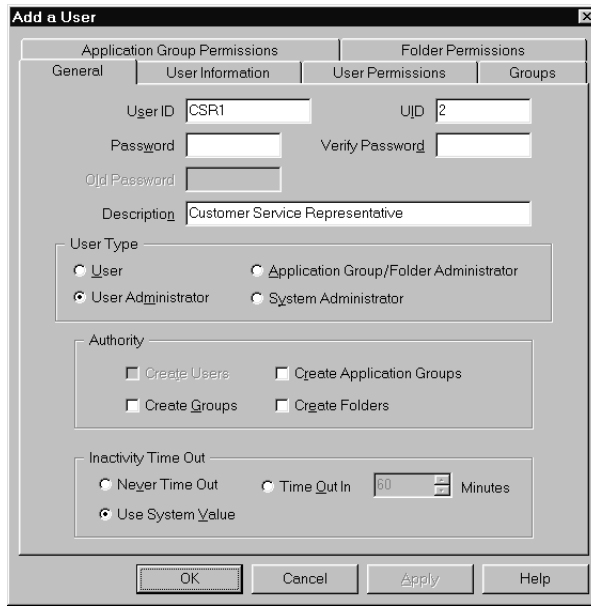 Add a User
Application Group Permissions Folder Permissions
General User Information User Permissions Groups
User ID CSR1 UID 2
Password Verify Password
Old Password
Description Customer Service Representative
User Type
User Application Group/Folder Administrator
User Administrator System Administrator
Authority
Create Users Create Application Groups
Create Groups Create Folders
Inactivity Time Out
Never Time Out Time Out In 60 Minutes
Use System Value
OK Cancel Apply Help